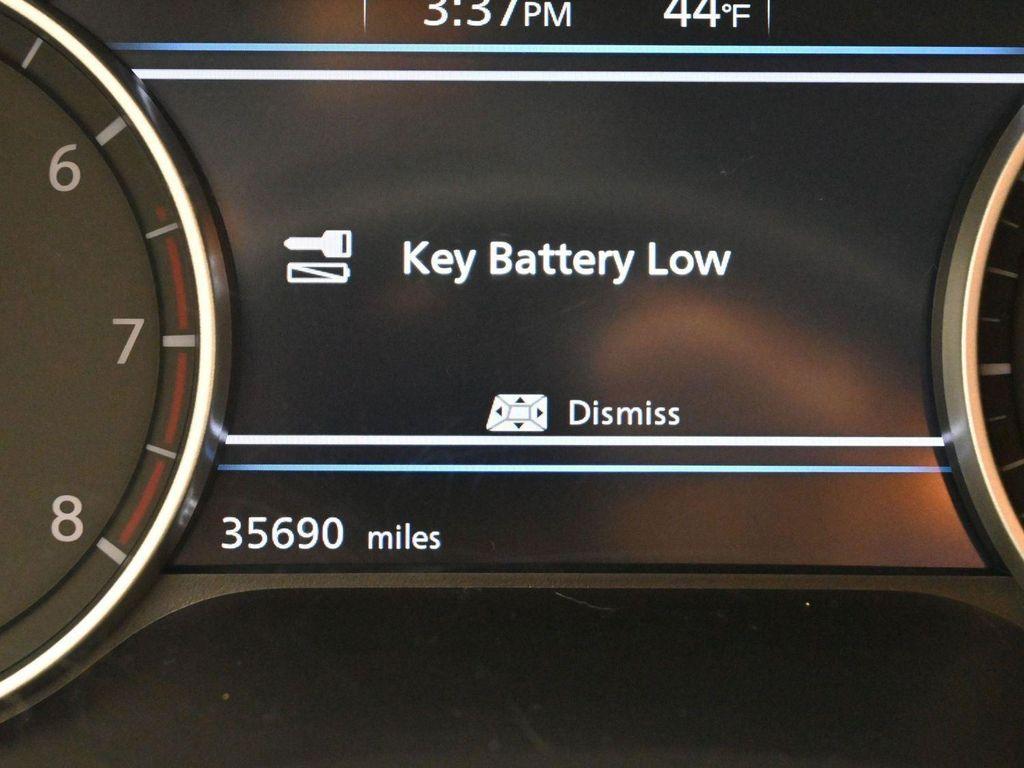 3:37PM 44°F
6
Key Battery Low
7
Dismiss
8
35690 miles